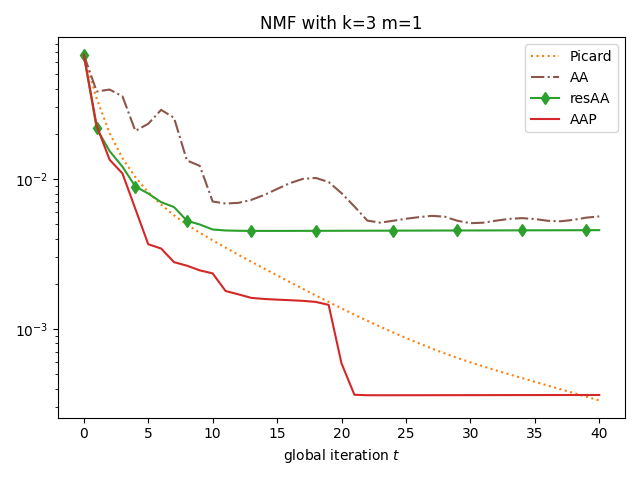 NMF with k=3 m=1
Picard
AA
resAA
AAP
10^{-2}
10^{-3}
0 5 10 15 20 25 30 35 40
global iteration t